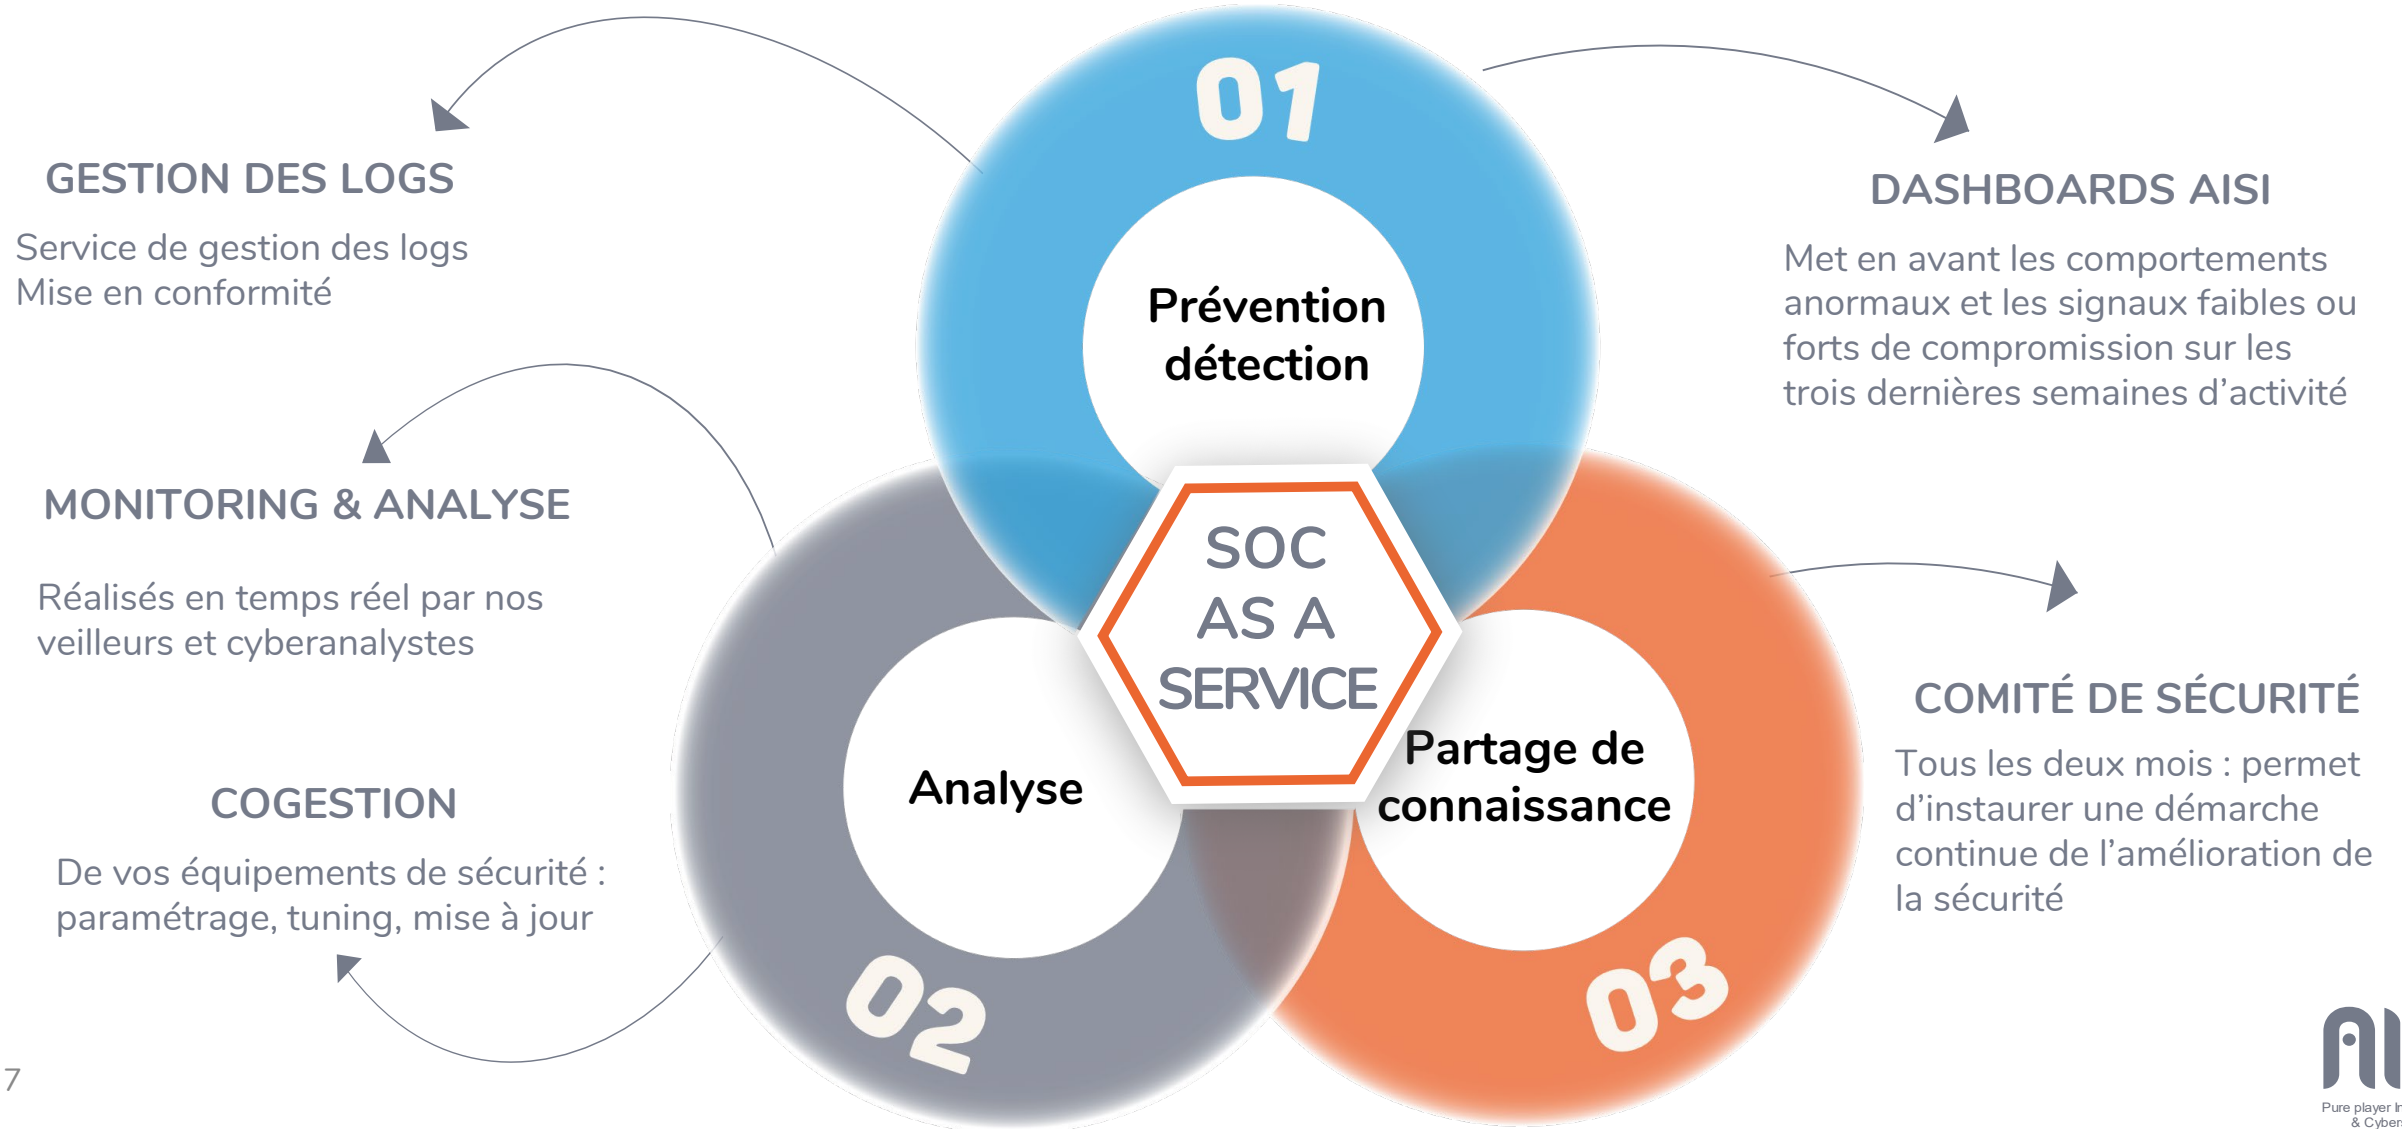 01
Prévention
détection
GESTION DES LOGS
Service de gestion des logs
Mise en conformité
DASHBOARDS AISI
Met en avant les comportements
anormaux et les signaux faibles ou
forts de compromission sur les
trois dernières semaines d’activité
MONITORING & ANALYSE
Réalisés en temps réel par nos
veilleurs et cyberanalystes
SOC
AS A
SERVICE
COGESTION
De vos équipements de sécurité :
paramétrage, tuning, mise à jour
Analyse
02
Partage de
connaissance
03
COMITÉ DE SÉCURITÉ
Tous les deux mois : permet
d’instaurer une démarche
continue de l’amélioration de
la sécurité
7
Pure player
& Cyber